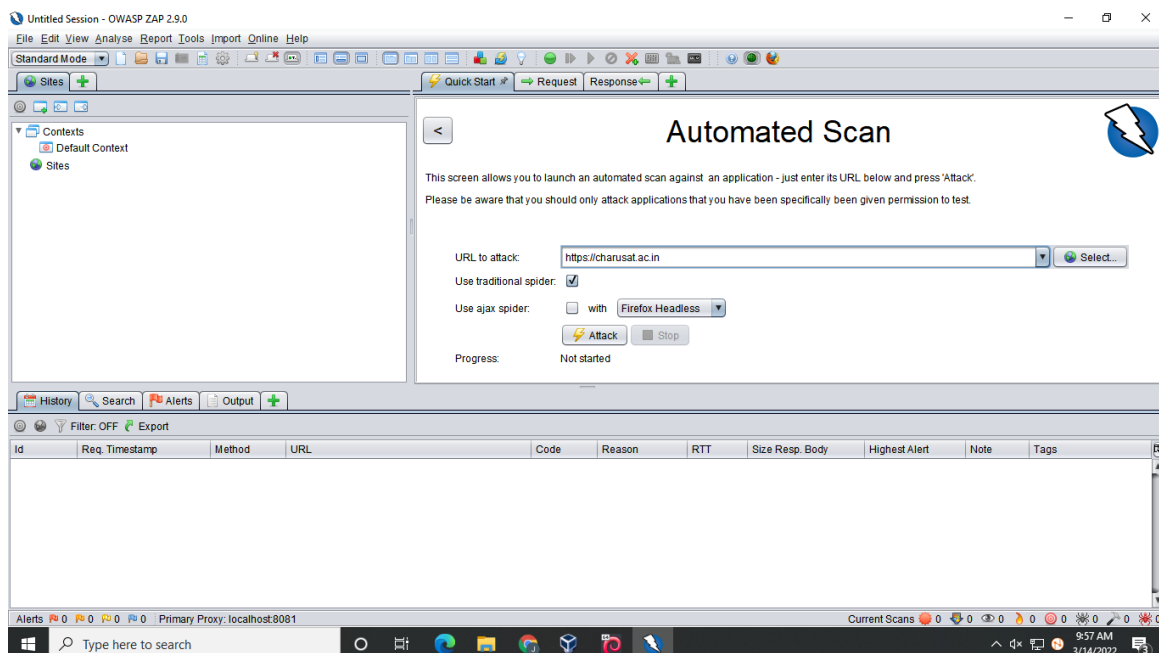 Untitled Session - OWASP ZAP 2.9.0
File Edit View Analyse Report Tools Import Online Help
Standard Mode
Sites
Quick Start Request Response
Contexts
Default Context
Sites
<
Automated Scan
This screen allows you to launch an automated scan against an application - just enter its URL below and press 'Attack'.
Please be aware that you should only attack applications that you have been specifically been given permission to test.
URL to attack: https://charusat.ac.in Select...
Use traditional spider:
Use ajax spider: with Firefox Headless
Attack Stop
Progress: Not started
History Search Alerts Output
Filter: OFF Export
Id Req. Timestamp Method URL Code Reason RTT Size Resp. Body Highest Alert Note Tags
Alerts 0 0 0 0 Primary Proxy: localhost:8081 Current Scans 0 0 0 0 0 0 0 0
Type here to search
9:57 AM
3/14/2022